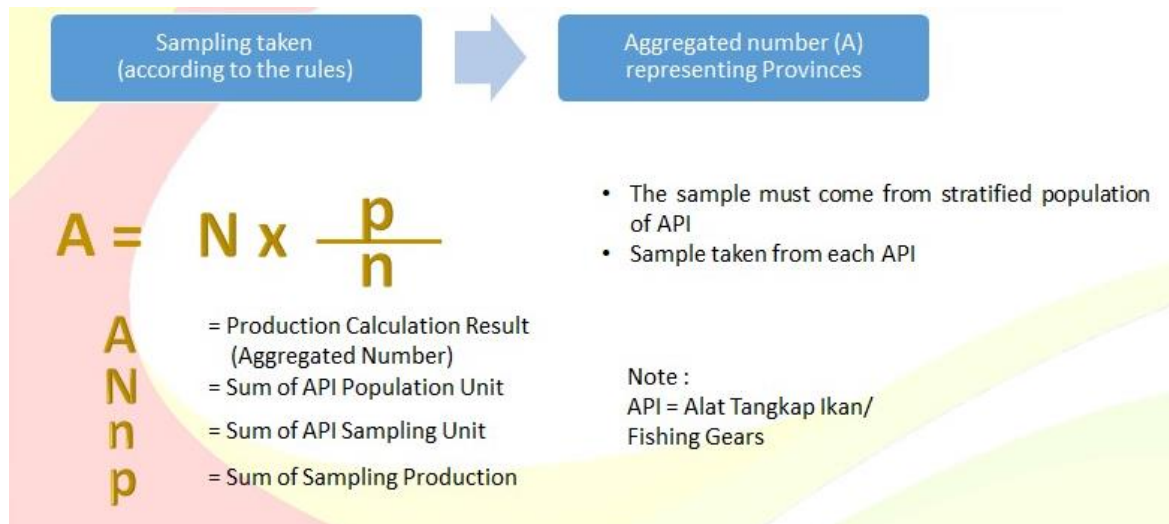 Sampling taken
(according to the rules)
Aggregated number (A)
representing Provinces
A = N x p
n
• The sample must come from stratified population
of API
• Sample taken from each API
A = Production Calculation Result
(Aggregated Number)
N = Sum of API Population Unit
n = Sum of API Sampling Unit
p = Sum of Sampling Production
Note :
API = Alat Tangkap Ikan/
Fishing Gears